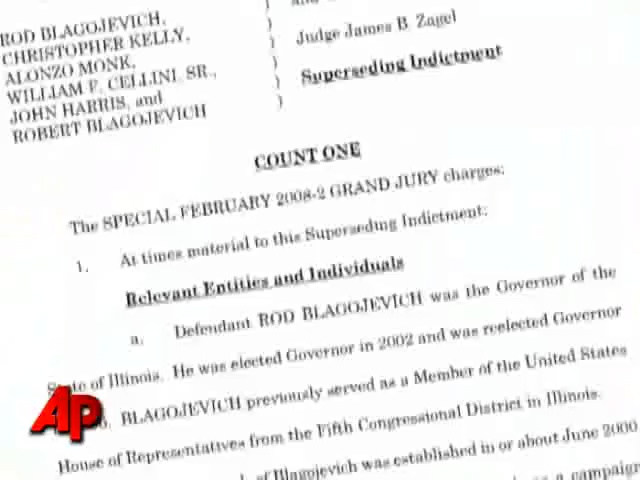 ROD BLAGOJEVICH,
CHRISTOPHER KELLY,
ALONZO MONK,
WILLIAM F. CELLINI, SR.,
JOHN HARRIS, and
ROBERT BLAGOJEVICH
)
)
)
)
)
Judge James B. Zagel
Superseding Indictment
COUNT ONE
The SPECIAL FEBRUARY 2008-2 GRAND JURY charges:
1. At times material to this Superseding Indictment:
Relevant Entities and Individuals
a. Defendant ROD BLAGOJEVICH was the Governor of the
State of Illinois. He was elected Governor in 2002 and was reelected Governor
BLAGOJEVICH previously served as a Member of the United States
House of Representatives from the Fifth Congressional District in Illinois.
of Blagojevich was established in or about June 2000
a campaign
AP